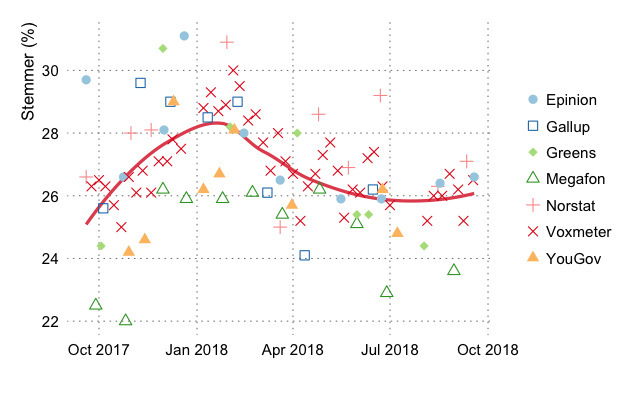 Stemmer (%)
30
28
26
24
22
Oct 2017 Jan 2018 Apr 2018 Jul 2018 Oct 2018
Epinion
Gallup
Greens
Megafon
Norstat
Voxmeter
YouGov